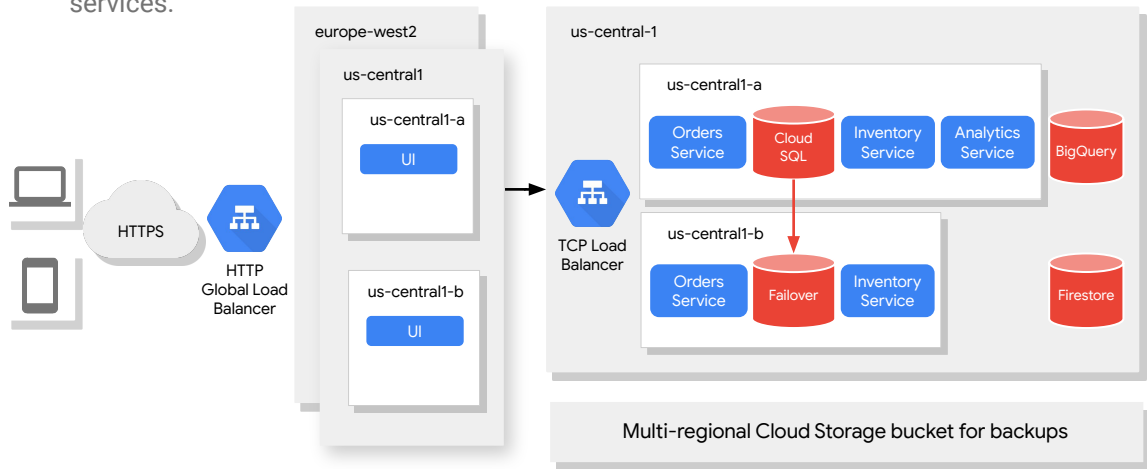 services.
europe-west2
us-central1
us-central1-a
UI
us-central1-b
UI
HTTPS
HTTP
Global Load
Balancer
TCP Load
Balancer
us-central-1
us-central1-a
Orders
Service
Cloud
SQL
Inventory
Service
Analytics
Service
BigQuery
us-central1-b
Orders
Service
Failover
Inventory
Service
Firestore
Multi-regional Cloud Storage bucket for backups